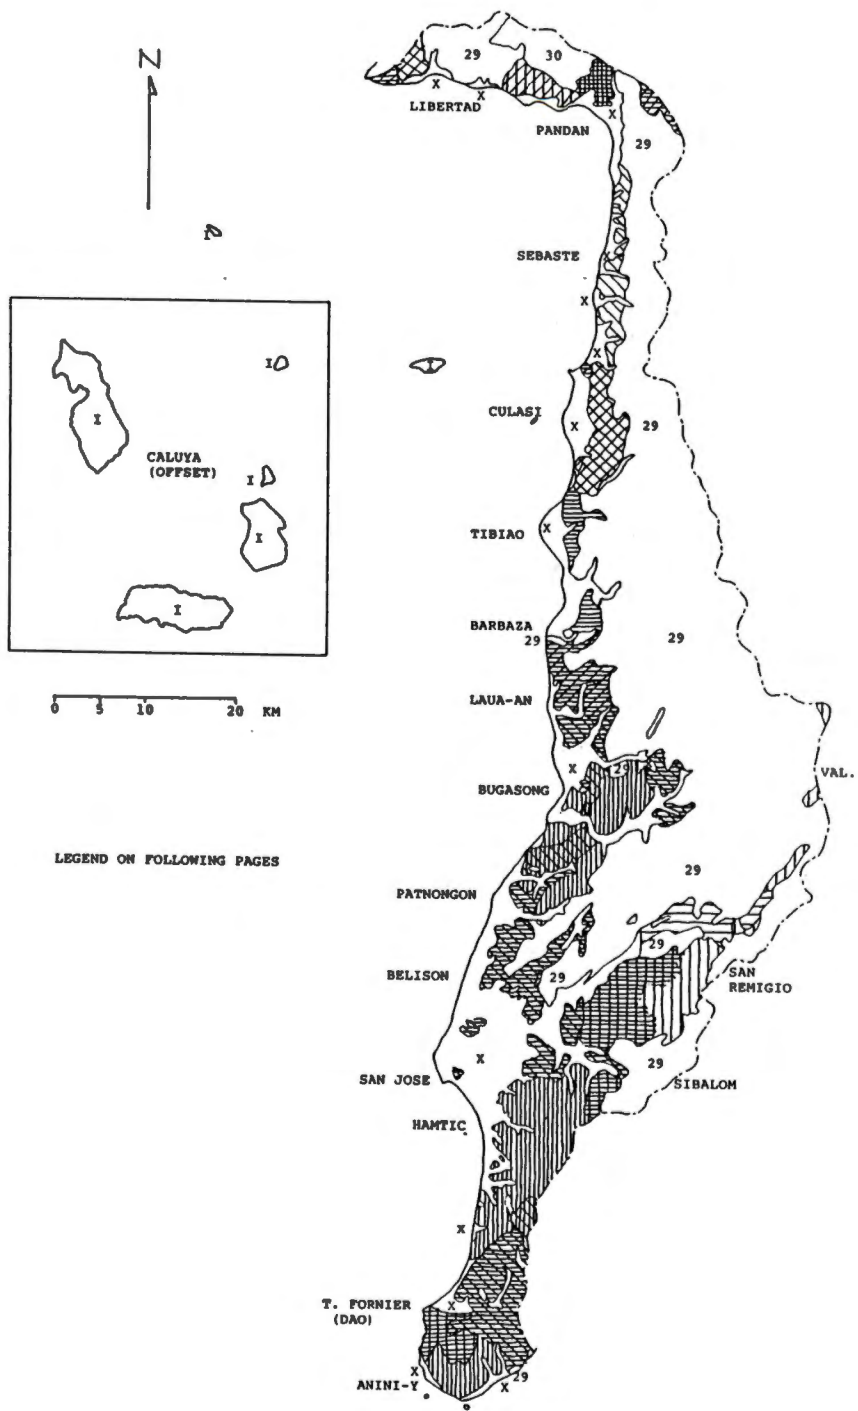 29
30
N
X
X
LIBERTAD
X
PANDAN
29
I
SEBASTE
X
X
I
I
I
CULASI
X
29
CALUYA
(OFFSET)
I
I
X
TIBIAO
I
BARBAZA
29
29
LAUA-AN
0 5 10 20 KM
X
29
VAL.
BUGASONG
LEGEND ON FOLLOWING PAGES
29
PATNONGON
29
BELISON
29
SAN
REMIGIO
X
29
SAN JOSE
SIBALOM
HAMTIC
X
T. FORNIER
(DAO)
X
X
29
ANINI-Y
X